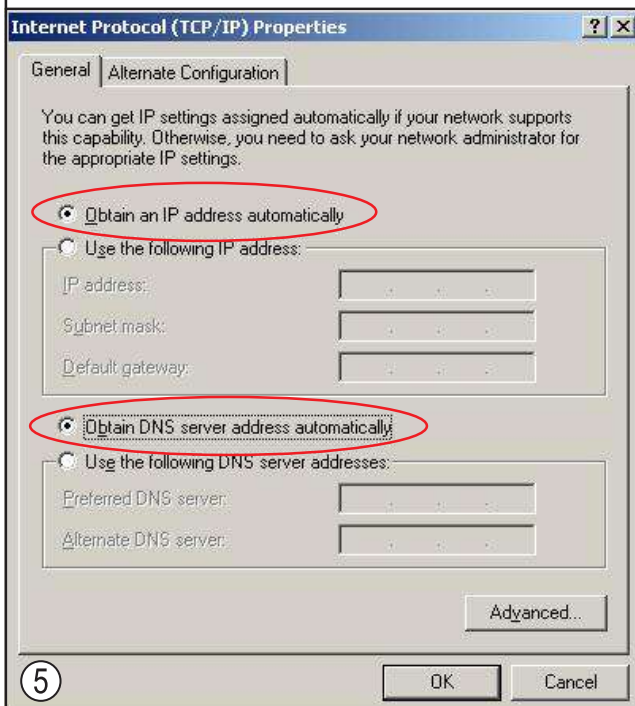 Internet Protocol (TCP/IP) Properties
? X
General Alternate Configuration
You can get IP settings assigned automatically if your network supports
this capability. Otherwise, you need to ask your network administrator for
the appropriate IP settings.
Obtain an IP address automatically
Use the following IP address:
IP address:
Subnet mask:
Default gateway:
Obtain DNS server address automatically
Use the following DNS server addresses:
Preferred DNS server:
Alternate DNS server:
Advanced...
5 OK Cancel